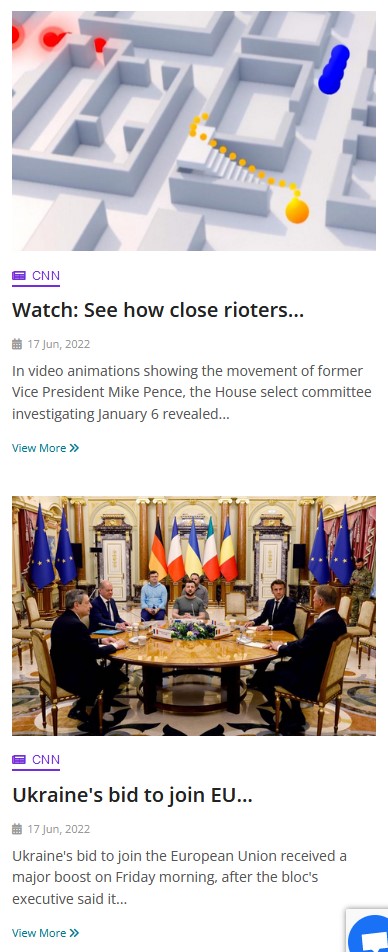 CNN
Watch: See how close rioters...
17 Jun, 2022
In video animations showing the movement of former
Vice President Mike Pence, the House select committee
investigating January 6 revealed...
View More
CNN
Ukraine's bid to join EU...
17 Jun, 2022
Ukraine's bid to join the European Union received a
major boost on Friday morning, after the bloc's
executive said it...
View More